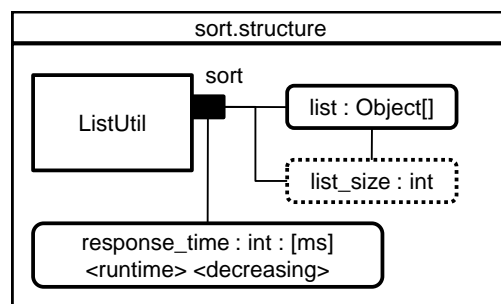 sort.structure
sort
ListUtil
list : Object[]
list_size : int
response_time : int : [ms]
<runtime> <decreasing>